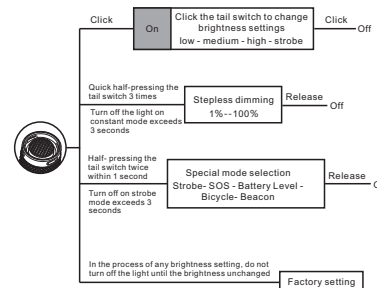 Click
On
Click the tail switch to change
brightness settings
low - medium - high - strobe
Click
Off
Quick half-pressing the
tail switch 3 times
Turn off the light on
constant mode exceeds
3 seconds
Stepless dimming
1%--100%
Release
Off
Half- pressing the
tail switch twice
within 1 second
Turn off on strobe
mode exceeds 3
seconds
Special mode selection
Strobe- SOS - Battery Level -
Bicycle- Beacon
Release
In the process of any brightness setting, do not
turn off the light until the brightness unchanged
Factory setting